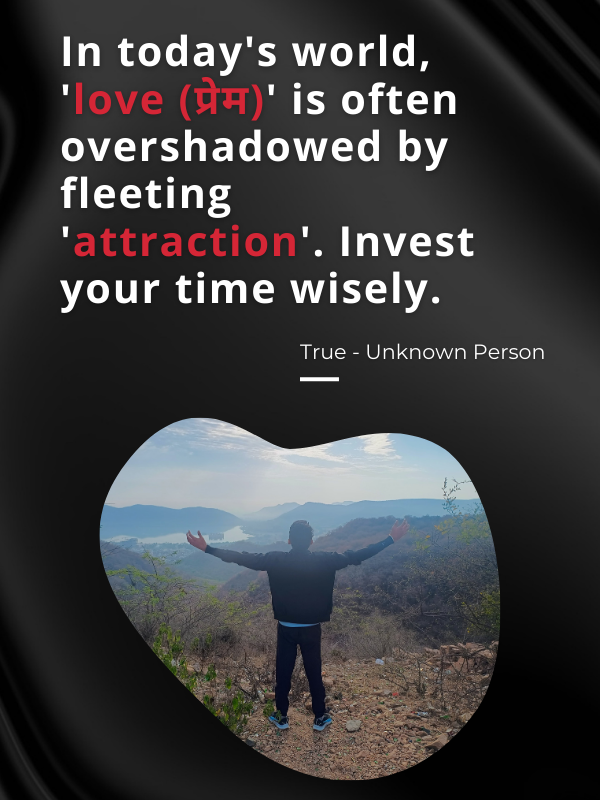 In today's world,
'love (प्रेम)' is often
overshadowed by
fleeting
'attraction'. Invest
your time wisely.
True - Unknown Person